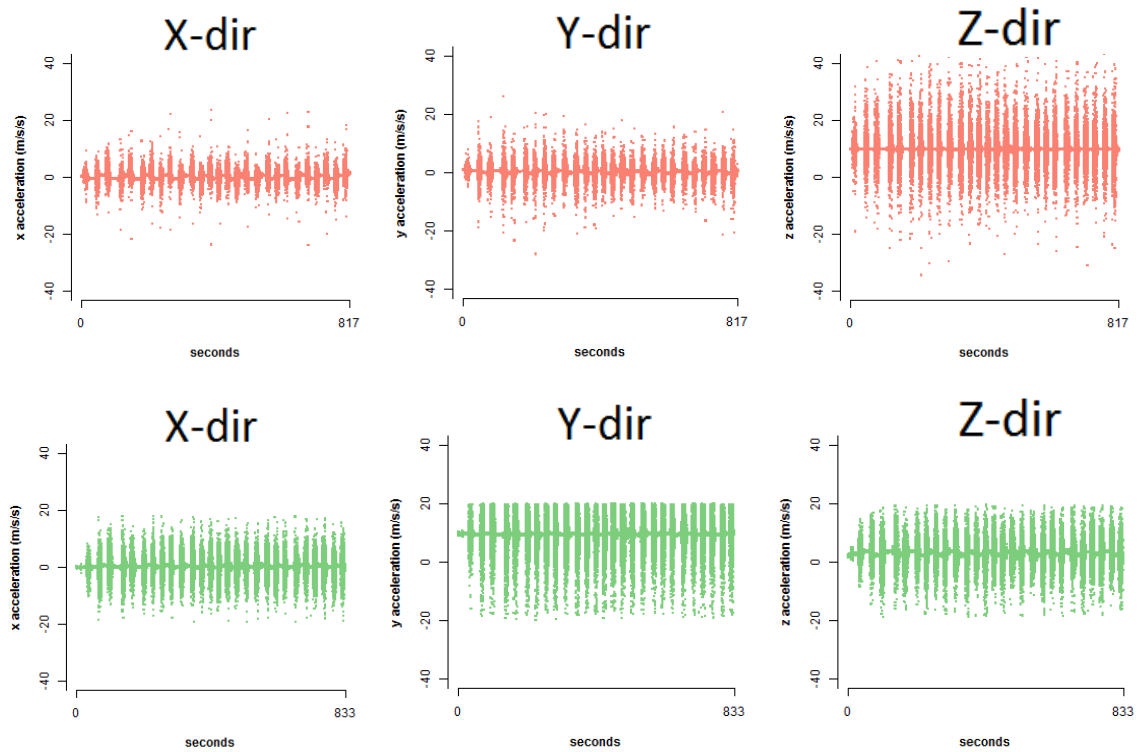 X-dir
Y-dir
Z-dir
x acceleration (m/s/s)
40
20
0
-20
-40
0
817
seconds
y acceleration (m/s/s)
40
20
0
-20
-40
0
817
seconds
z acceleration (m/s/s)
40
20
0
-20
-40
0
817
seconds
X-dir
Y-dir
Z-dir
x acceleration (m/s/s)
40
20
0
-20
-40
0
833
seconds
y acceleration (m/s/s)
40
20
0
-20
-40
0
833
seconds
z acceleration (m/s/s)
40
20
0
-20
-40
0
833
seconds